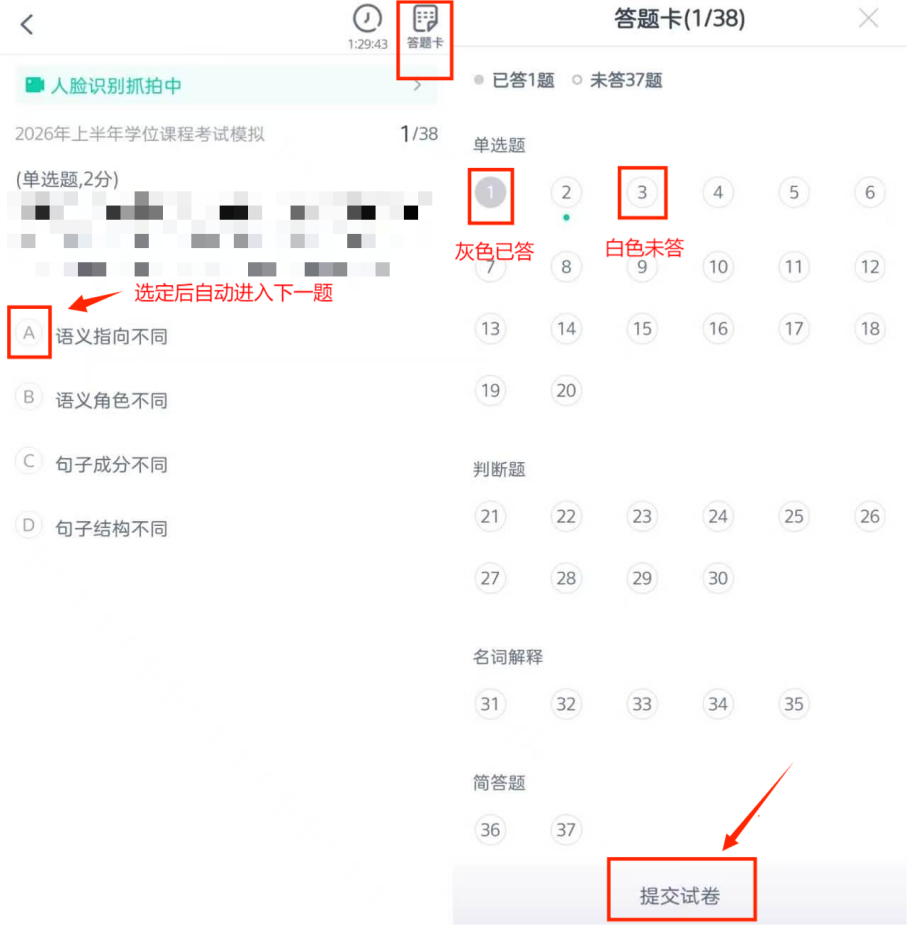 1:29:43
答题卡
人脸识别抓拍中
2026年上半年学位课程考试模拟 1/38
(单选题,2分)
选定后自动进入下一题
A 语义指向不同
B 语义角色不同
C 句子成分不同
D 句子结构不同
答题卡(1/38)
已答1题 未答37题
单选题
1 2 3 4 5 6
灰色已答 白色未答
7 8 9 10 11 12
13 14 15 16 17 18
19 20
判断题
21 22 23 24 25 26
27 28 29 30
名词解释
31 32 33 34 35
简答题
36 37
提交试卷